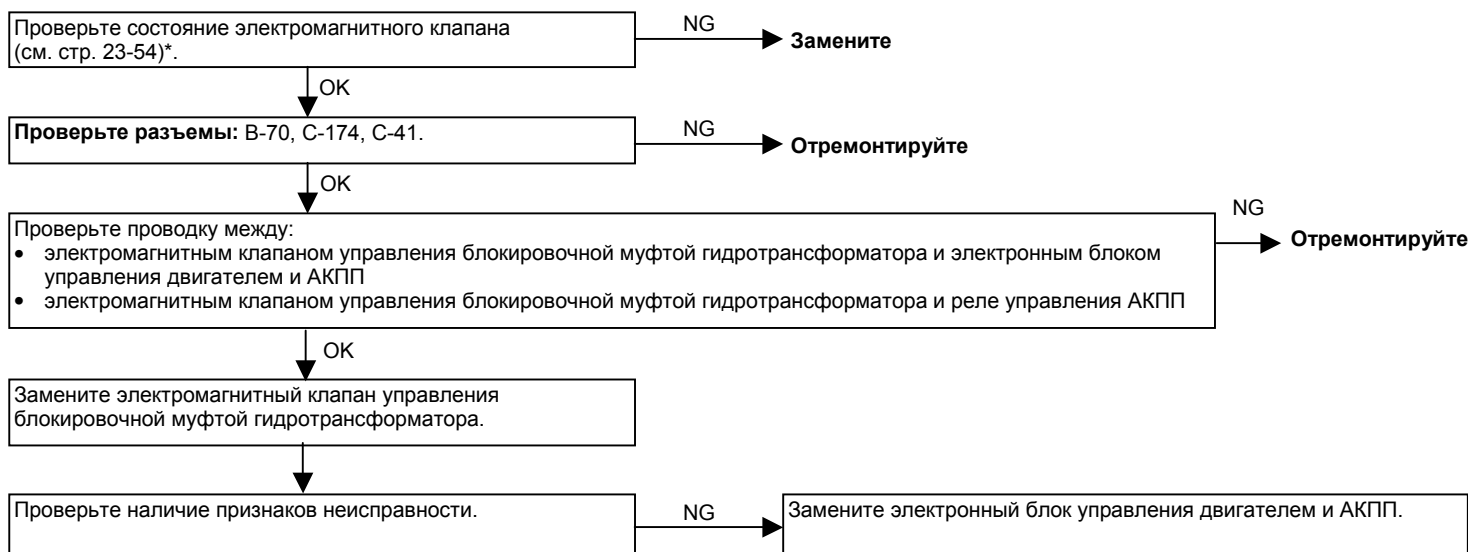 Проверьте состояние электромагнитного клапана
(см. стр. 23-54)*.
NG
Замените
OK
Проверьте разъемы: B-70, C-174, C-41.
NG
Отремонтируйте
OK
Проверьте проводку между:
• электромагнитным клапаном управления блокировочной муфтой гидротрансформатора и электронным блоком
управления двигателем и АКПП
• электромагнитным клапаном управления блокировочной муфтой гидротрансформатора и реле управления АКПП
NG
Отремонтируйте
OK
Замените электромагнитный клапан управления
блокировочной муфтой гидротрансформатора.
Проверьте наличие признаков неисправности.
NG
Замените электронный блок управления двигателем и АКПП.